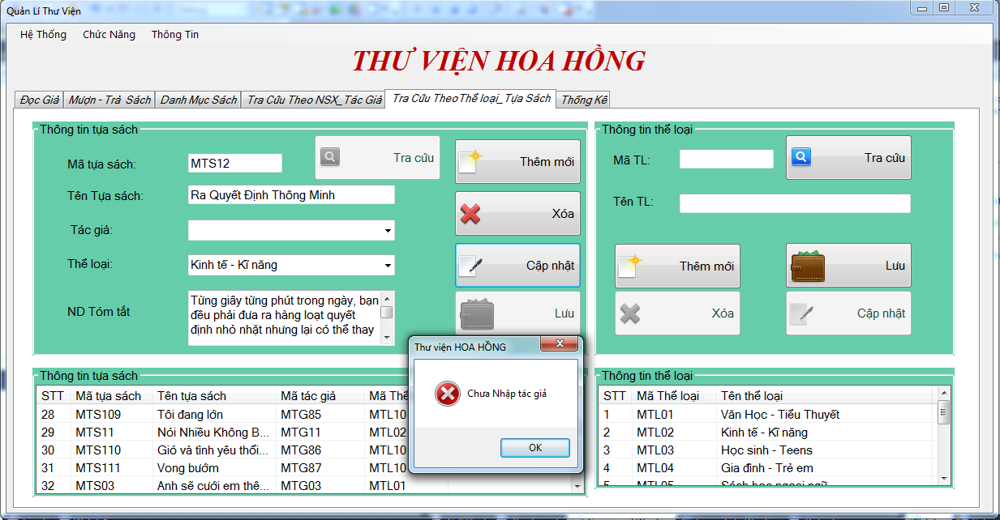 Quản Lí Thư Viện
Hệ Thống Chức Năng Thông Tin
THƯ VIỆN HOA HỒNG
Đọc Giả Mượn - Trả Sách Danh Mục Sách Tra Cứu Theo NSX_Tác Giả Tra Cứu TheoThể loại_Tựa Sách Thống Kê
Thông tin tựa sách
Mã tựa sách: MTS12 Tra cứu Thêm mới
Tên Tựa sách: Ra Quyết Định Thông Minh
Xóa
Tác giả:
Thể loại: Kinh tế - Kĩ năng Cập nhật
ND Tóm tắt
Từng giây từng phút trong ngày, bạn
đều phải đưa ra hàng loạt quyết
định nhỏ nhặt nhưng lại có thể thay
Lưu
Thông tin thể loại
Mã TL: Tra cứu
Tên TL:
Thêm mới Lưu
Xóa Cập nhật
Thư viện HOA HỒNG
Chưa Nhập tác giả
OK
Thông tin tựa sách
STT Mã tựa sách Tên tựa sách Mã tác giả Mã Thể
28 MTS109 Tôi đang lớn MTG85 MTL10
29 MTS11 Nói Nhiều Không B... MTG11 MTL02
30 MTS110 Gió và tình yêu thổi... MTG86 MTL10
31 MTS111 Vong bướm MTG87 MTL10
32 MTS03 Anh sẽ cưới em thê... MTG03 MTL01
Thông tin thể loại
STT Mã Thể loại Tên thể loại
1 MTL01 Văn Học - Tiểu Thuyết
2 MTL02 Kinh tế - Kĩ năng
3 MTL03 Học sinh - Teens
4 MTL04 Gia đình - Trẻ em
5 MTL05 Sách học ngoại ngữ